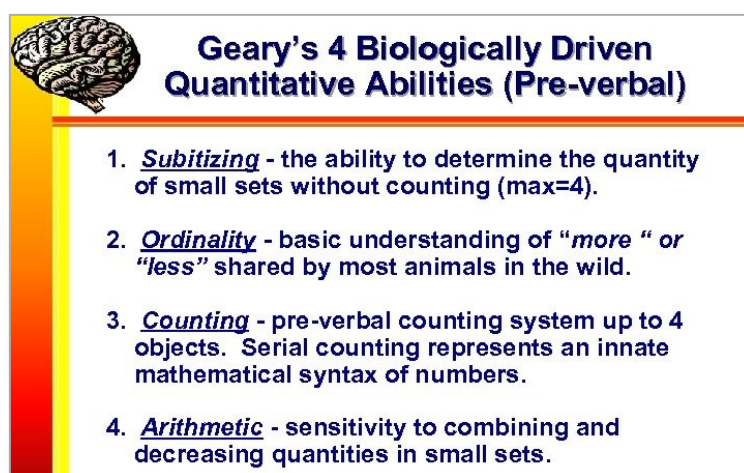 Geary's 4 Biologically Driven
Quantitative Abilities (Pre-verbal)
1. Subitizing - the ability to determine the quantity
of small sets without counting (max=4).
2. Ordinality - basic understanding of “more “ or
“less” shared by most animals in the wild.
3. Counting - pre-verbal counting system up to 4
objects. Serial counting represents an innate
mathematical syntax of numbers.
4. Arithmetic - sensitivity to combining and
decreasing quantities in small sets.